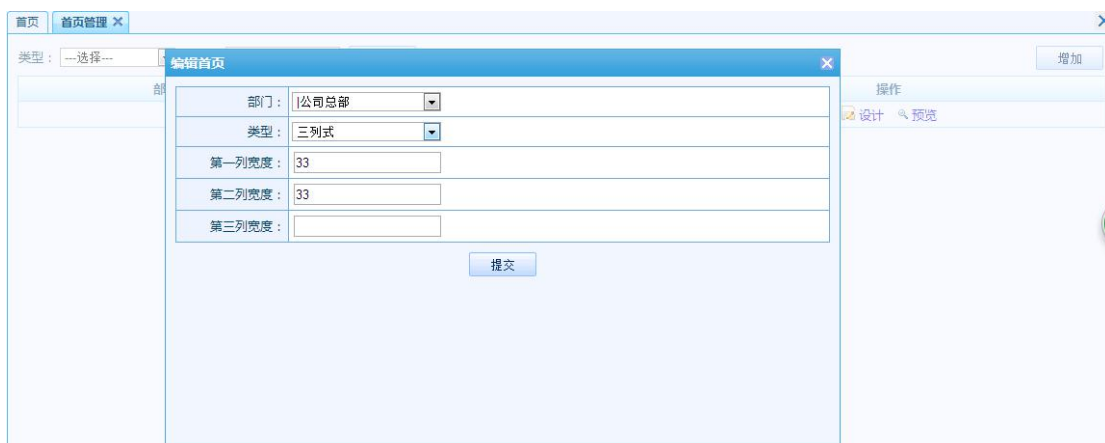 首页 首页管理
类型： ---选择--- 增加
编辑首页
部 操作
设计 预览
部门： |公司总部
类型： 三列式
第一列宽度： 33
第二列宽度： 33
第三列宽度：
提交